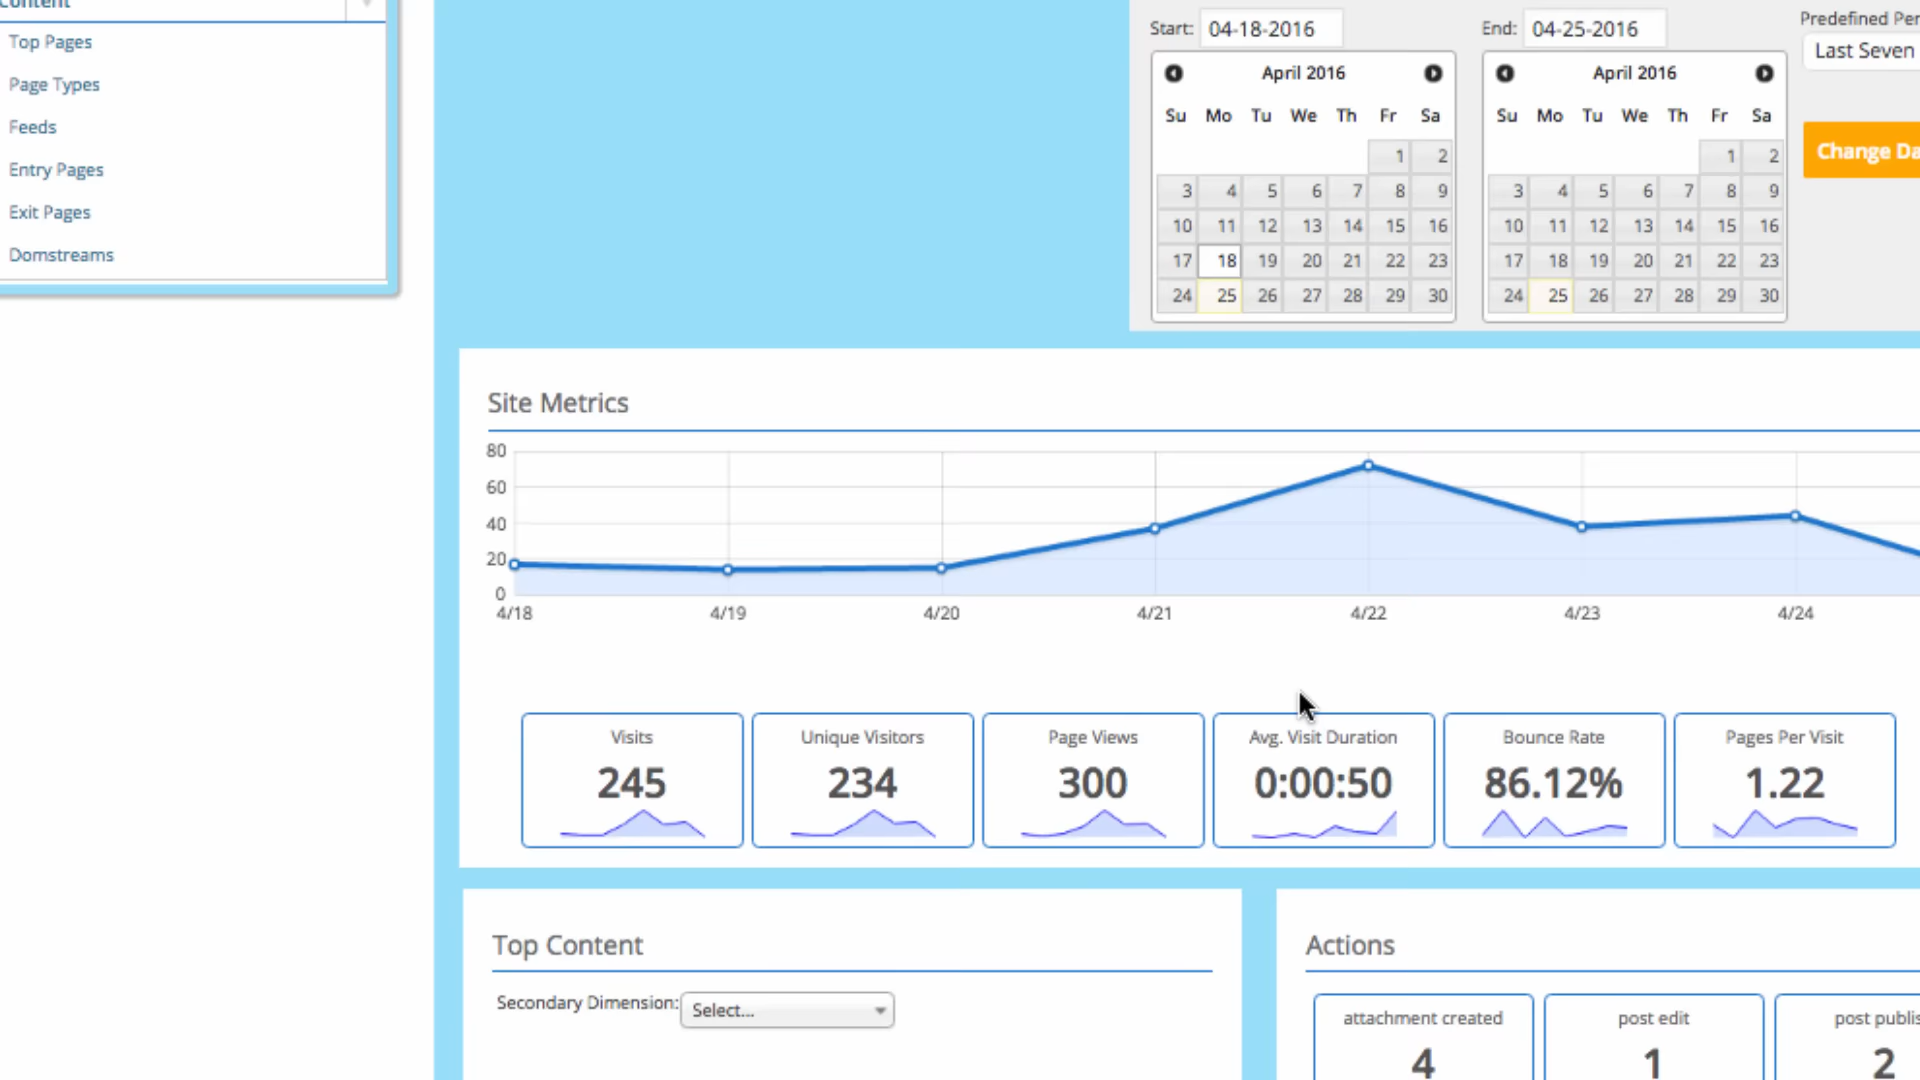 Content
Top Pages
Page Types
Feeds
Entry Pages
Exit Pages
Domstreams
Start: 04-18-2016
End: 04-25-2016
Predefined Per
Last Seven
Change Da
April 2016
Su Mo Tu We Th Fr Sa
1 2
3 4 5 6 7 8 9
10 11 12 13 14 15 16
17 18 19 20 21 22 23
24 25 26 27 28 29 30
April 2016
Su Mo Tu We Th Fr Sa
1 2
3 4 5 6 7 8 9
10 11 12 13 14 15 16
17 18 19 20 21 22 23
24 25 26 27 28 29 30
Site Metrics
80
60
40
20
0
4/18 4/19 4/20 4/21 4/22 4/23 4/24
Visits
245
Unique Visitors
234
Page Views
300
Avg. Visit Duration
0:00:50
Bounce Rate
86.12%
Pages Per Visit
1.22
Top Content
Secondary Dimension: Select...
Actions
attachment created
4
post edit
1
post publis
2